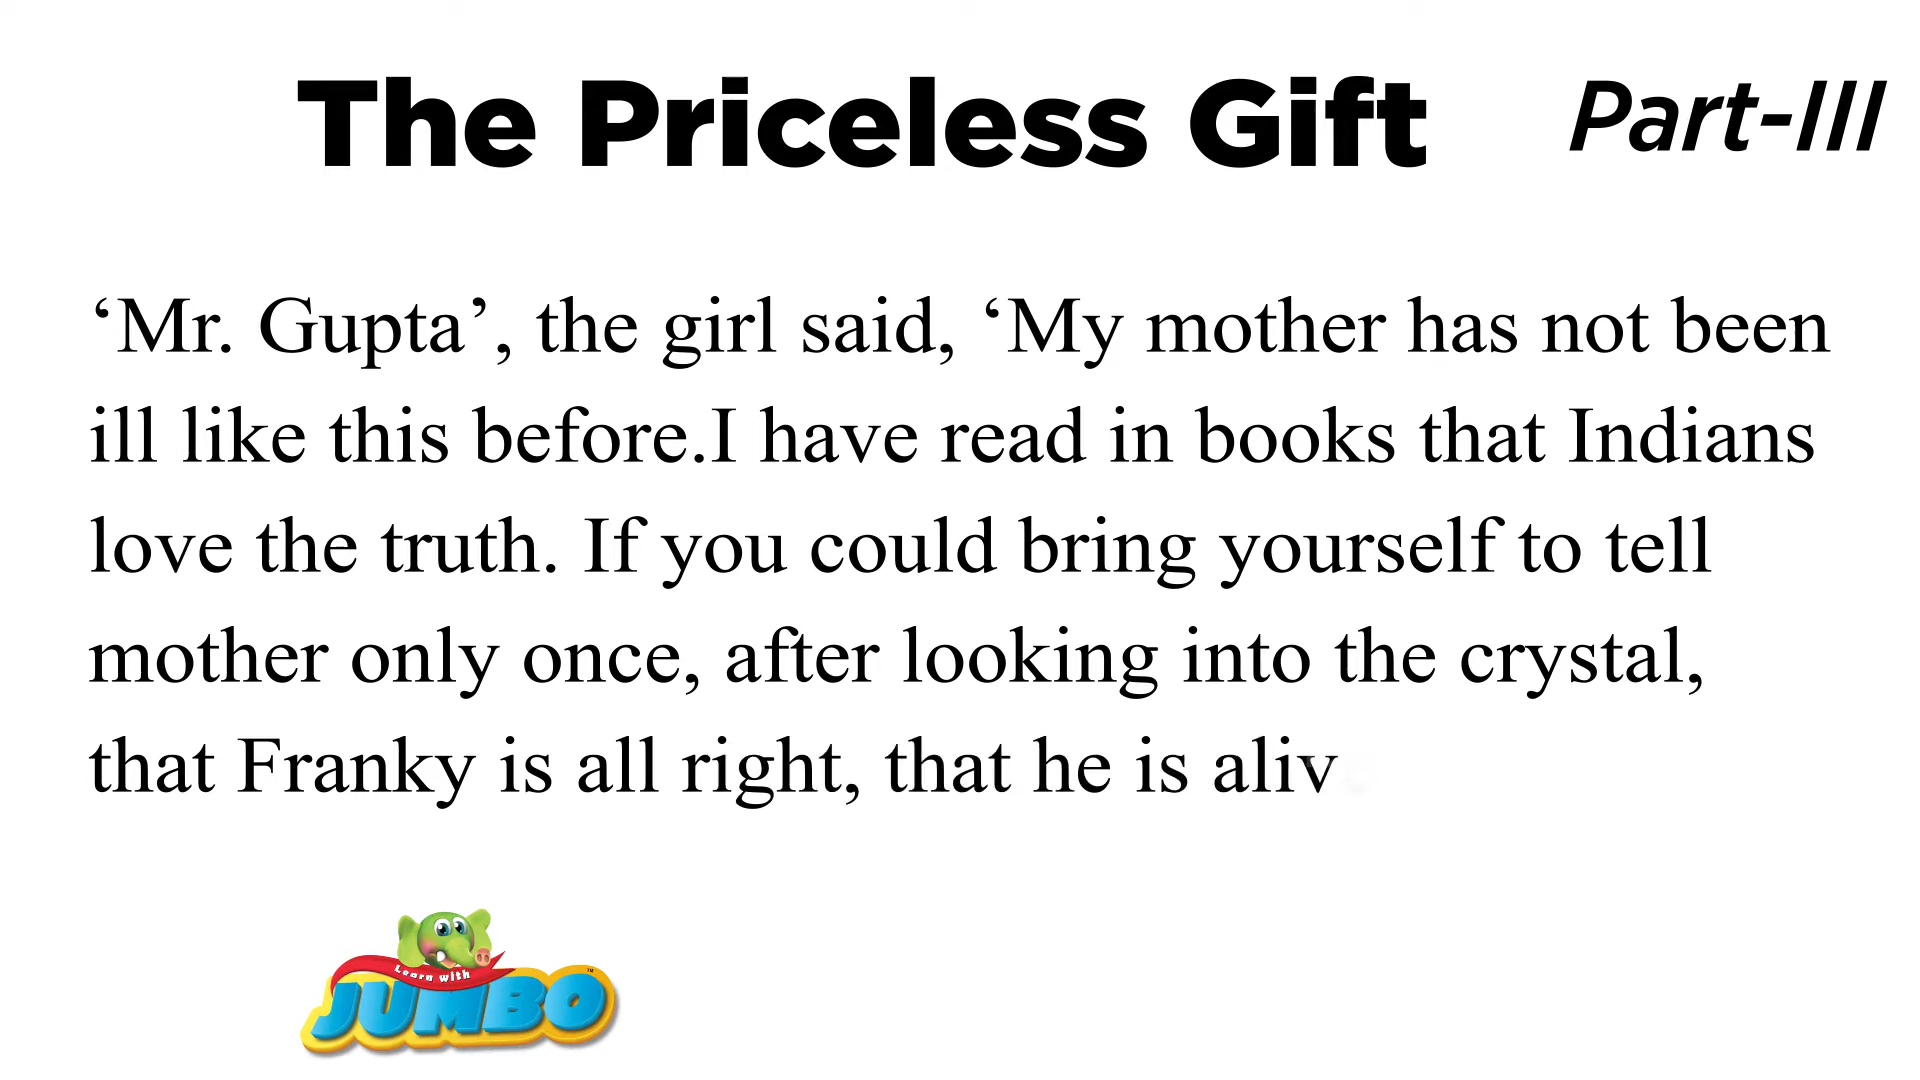 The Priceless Gift
Part-III
‘Mr. Gupta’, the girl said, ‘My mother has not been
ill like this before.I have read in books that Indians
love the truth. If you could bring yourself to tell
mother only once, after looking into the crystal,
that Franky is all right, that he is aliv
Learn with
JUMBO
TM